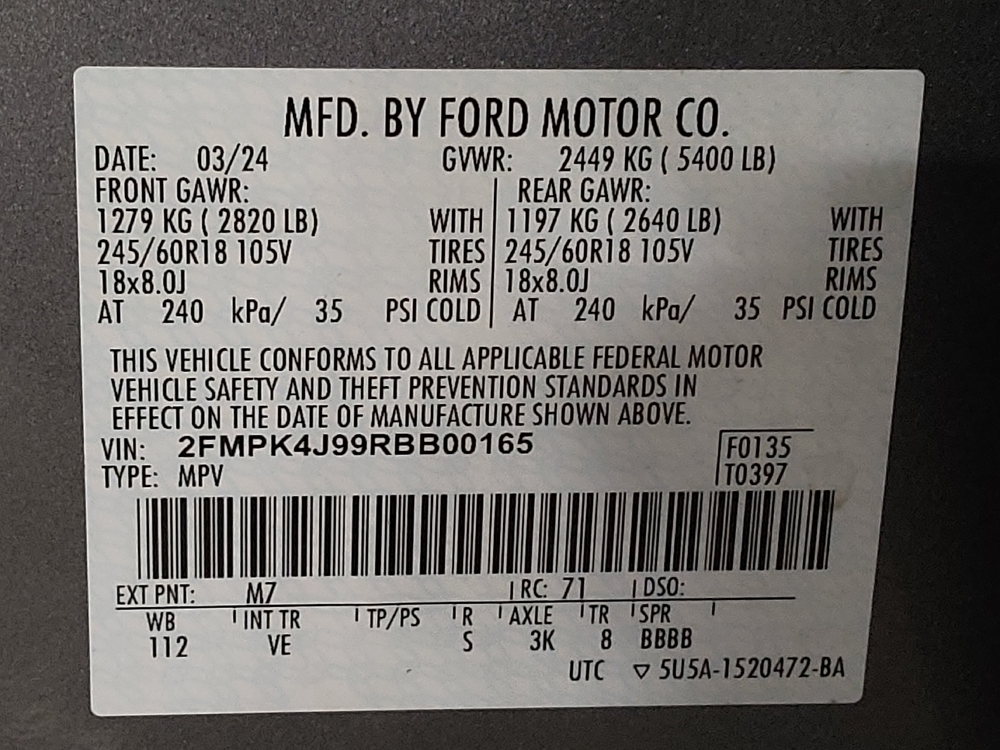 MFD. BY FORD MOTOR CO.
DATE: 03/24 GVWR: 2449 KG ( 5400 LB)
FRONT GAWR: REAR GAWR:
1279 KG ( 2820 LB) WITH 1197 KG ( 2640 LB) WITH
245/60R18 105V TIRES 245/60R18 105V TIRES
18x8.0J RIMS 18x8.0J RIMS
AT 240 kPa/ 35 PSI COLD AT 240 kPa/ 35 PSI COLD
THIS VEHICLE CONFORMS TO ALL APPLICABLE FEDERAL MOTOR
VEHICLE SAFETY AND THEFT PREVENTION STANDARDS IN
EFFECT ON THE DATE OF MANUFACTURE SHOWN ABOVE.
VIN: 2FMPK4J99RBB00165 F0135
TYPE: MPV T0397
EXT PNT: M7 RC: 71 DSO:
WB INT TR TP/PS R AXLE TR SPR
112 VE S 3K 8 BBBB
UTC ▽ 5U5A-1520472-BA